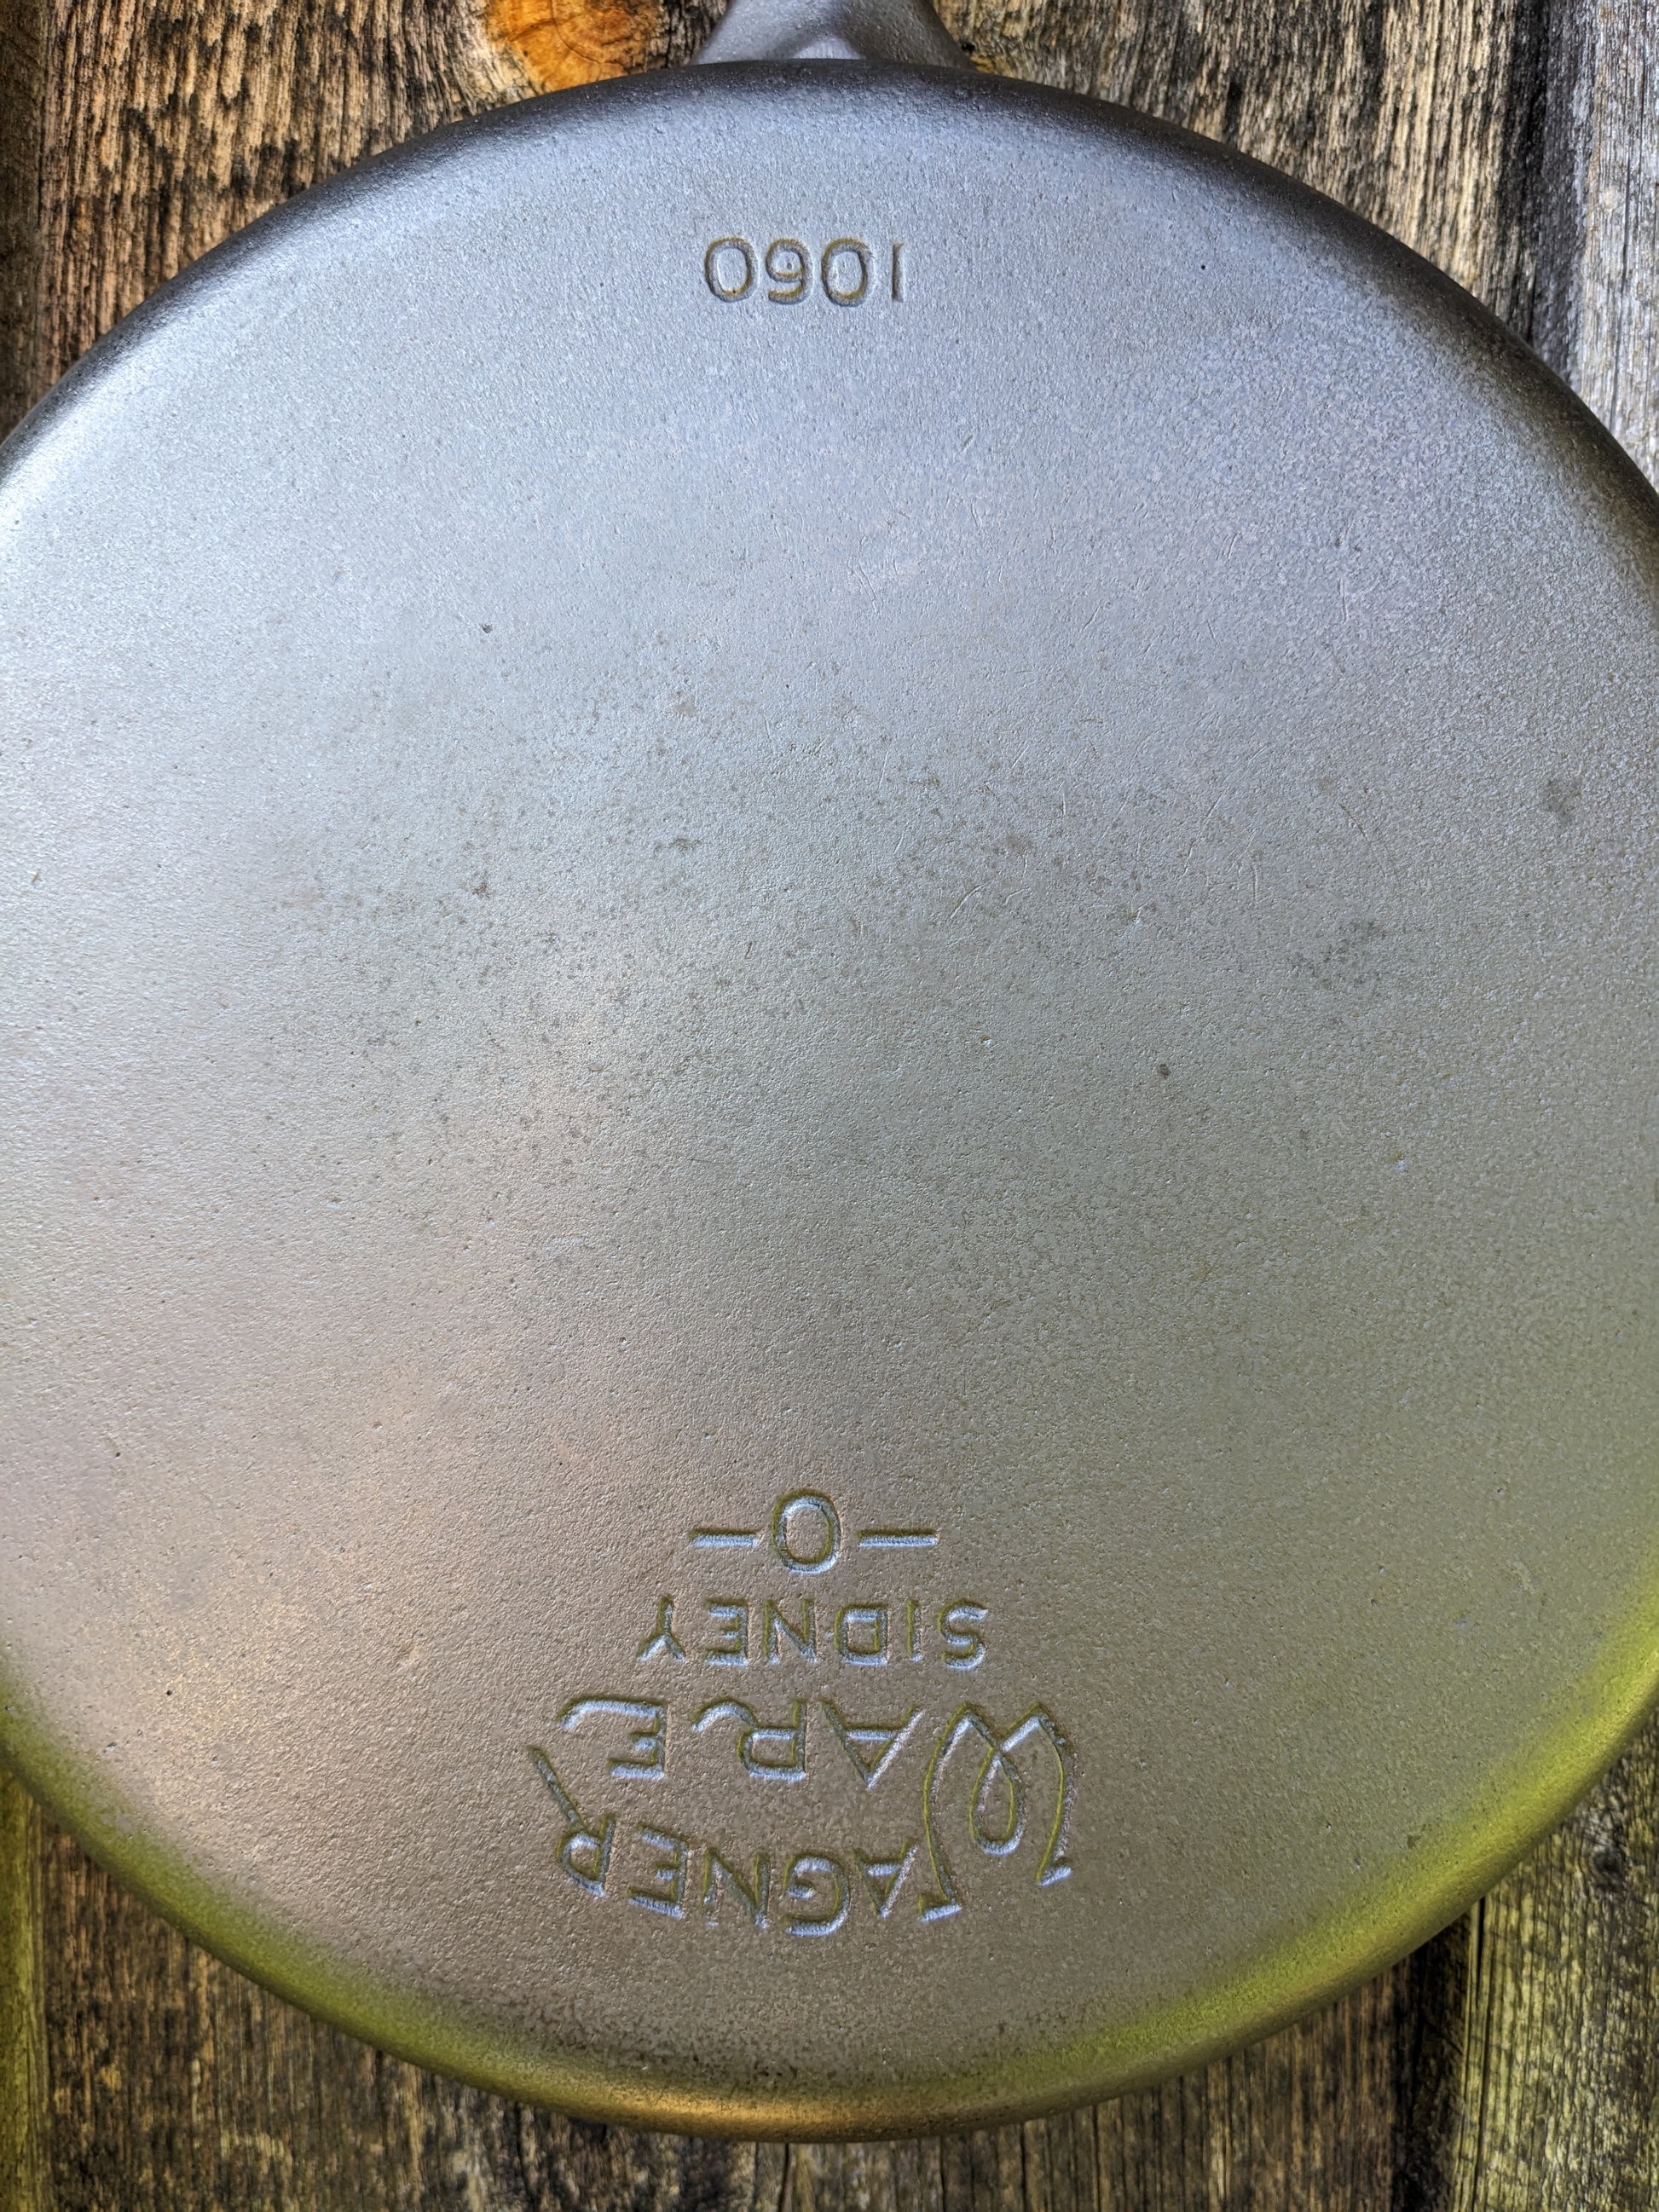 WAGNER
WARE
SIDNEY
-O-
1060